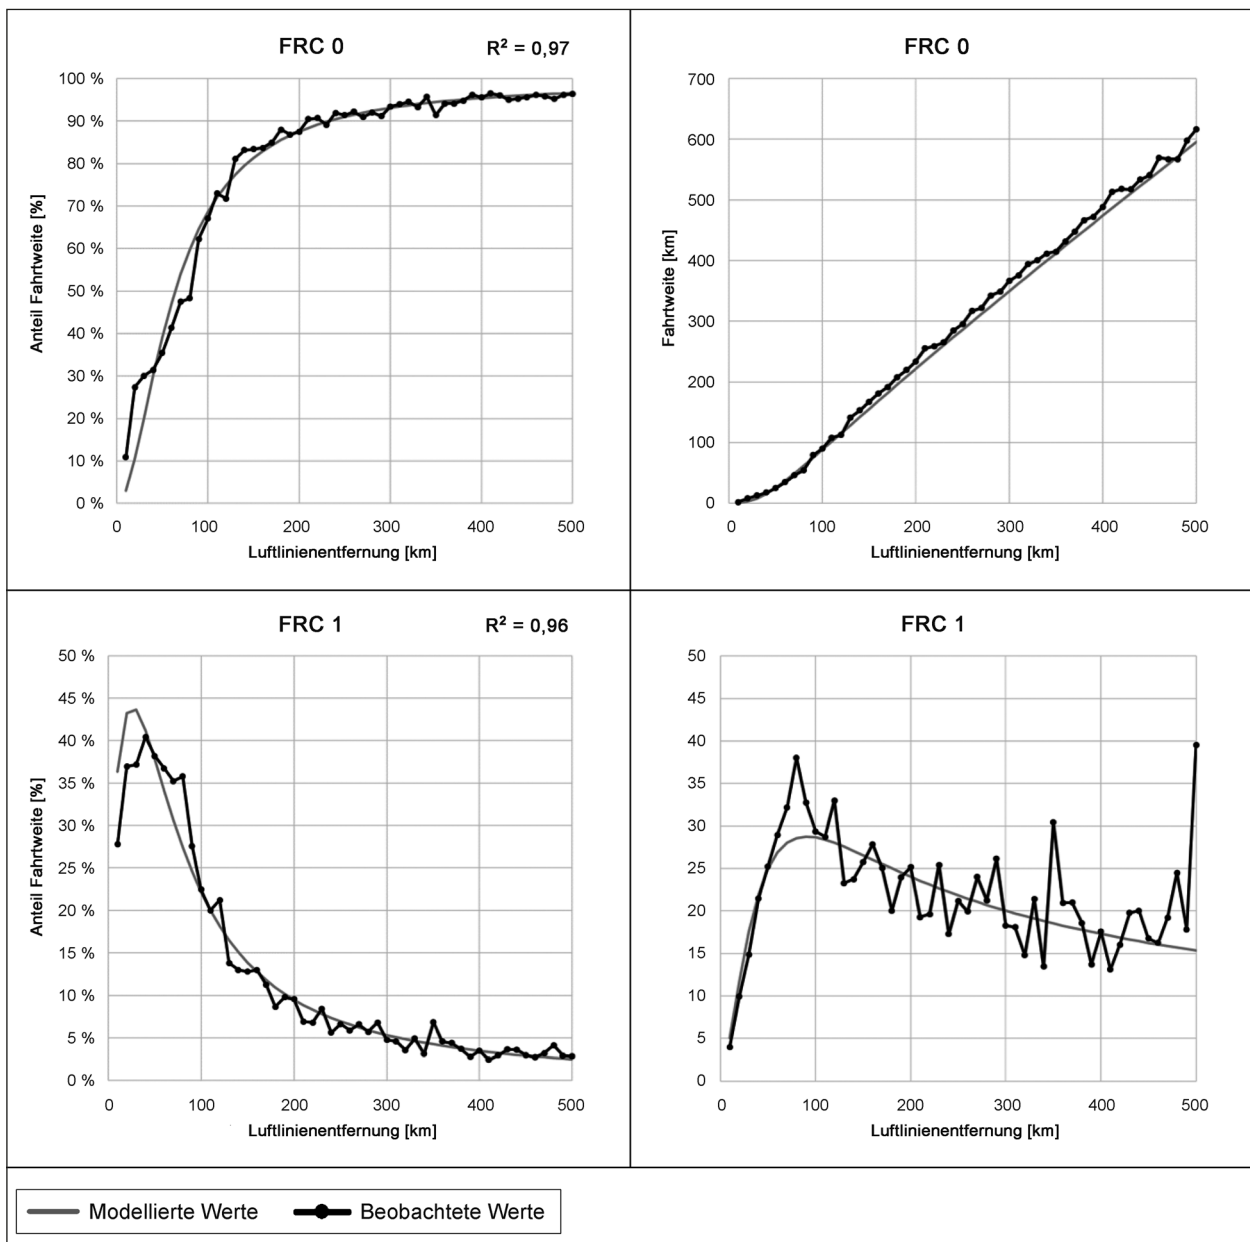 FRC 0
R² = 0,97
Anteil Fahrtweite [%]
100 %
90 %
80 %
70 %
60 %
50 %
40 %
30 %
20 %
10 %
0 %
0 100 200 300 400 500
Luftlinienentfernung [km]
FRC 0
Fahrtweite [km]
700
600
500
400
300
200
100
0
0 100 200 300 400 500
Luftlinienentfernung [km]
FRC 1
R² = 0,96
Anteil Fahrtweite [%]
50 %
45 %
40 %
35 %
30 %
25 %
20 %
15 %
10 %
5 %
0 %
0 100 200 300 400 500
Luftlinienentfernung [km]
FRC 1
50
45
40
35
30
25
20
15
10
5
0
0 100 200 300 400 500
Luftlinienentfernung [km]
Modellierte Werte
Beobachtete Werte